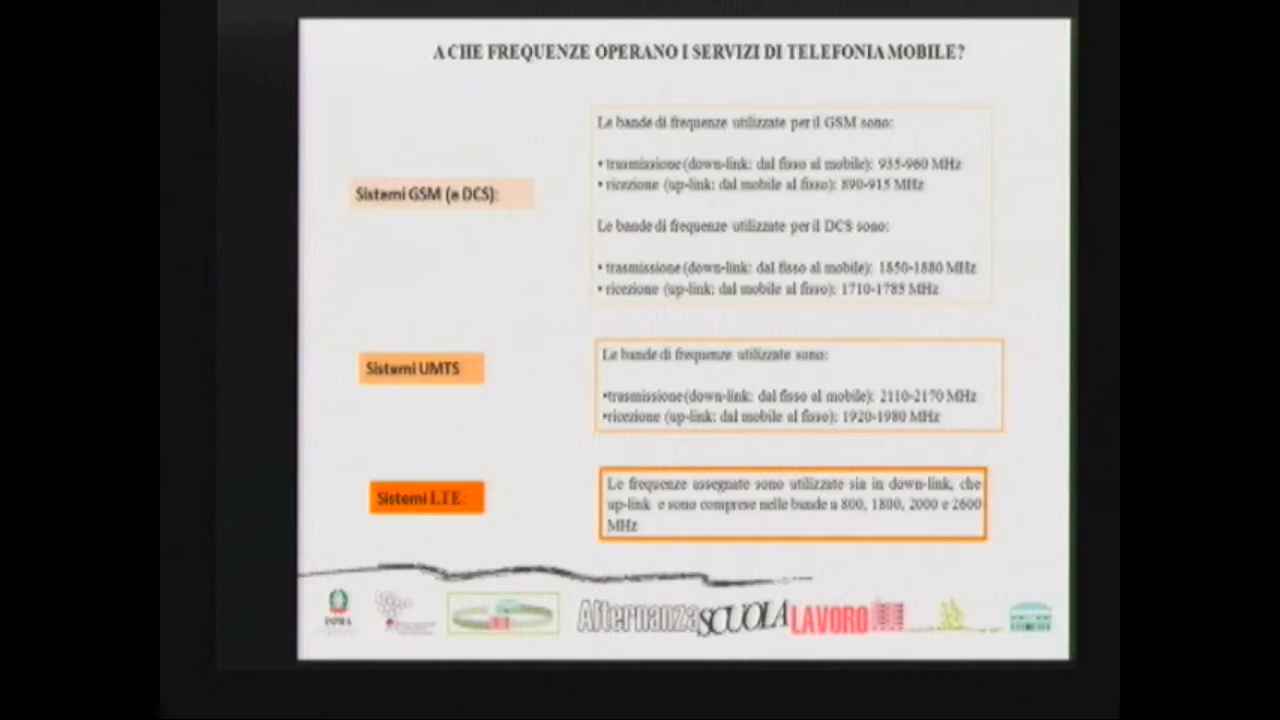 A CHE FREQUENZE OPERANO I SERVIZI DI TELEFONIA MOBILE?
Sistemi GSM (e DCS):
Le bande di frequenze utilizzate per il GSM sono:
• trasmissione (down-link: dal fisso al mobile): 935-960 MHz
• ricezione (up-link: dal mobile al fisso): 890-915 MHz
Le bande di frequenze utilizzate per il DCS sono:
• trasmissione (down-link: dal fisso al mobile): 1850-1880 MHz
• ricezione (up-link: dal mobile al fisso): 1710-1785 MHz
Sistemi UMTS
Le bande di frequenze utilizzate sono:
•trasmissione (down-link: dal fisso al mobile): 2110-2170 MHz
•ricezione (up-link: dal mobile al fisso): 1920-1980 MHz
Sistemi LTE:
Le frequenze assegnate sono utilizzate sia in down-link, che
up-link e sono comprese nelle bande a 800, 1800, 2000 e 2600
MHz
ISPRA
Alternanza SCUOLA LAVORO